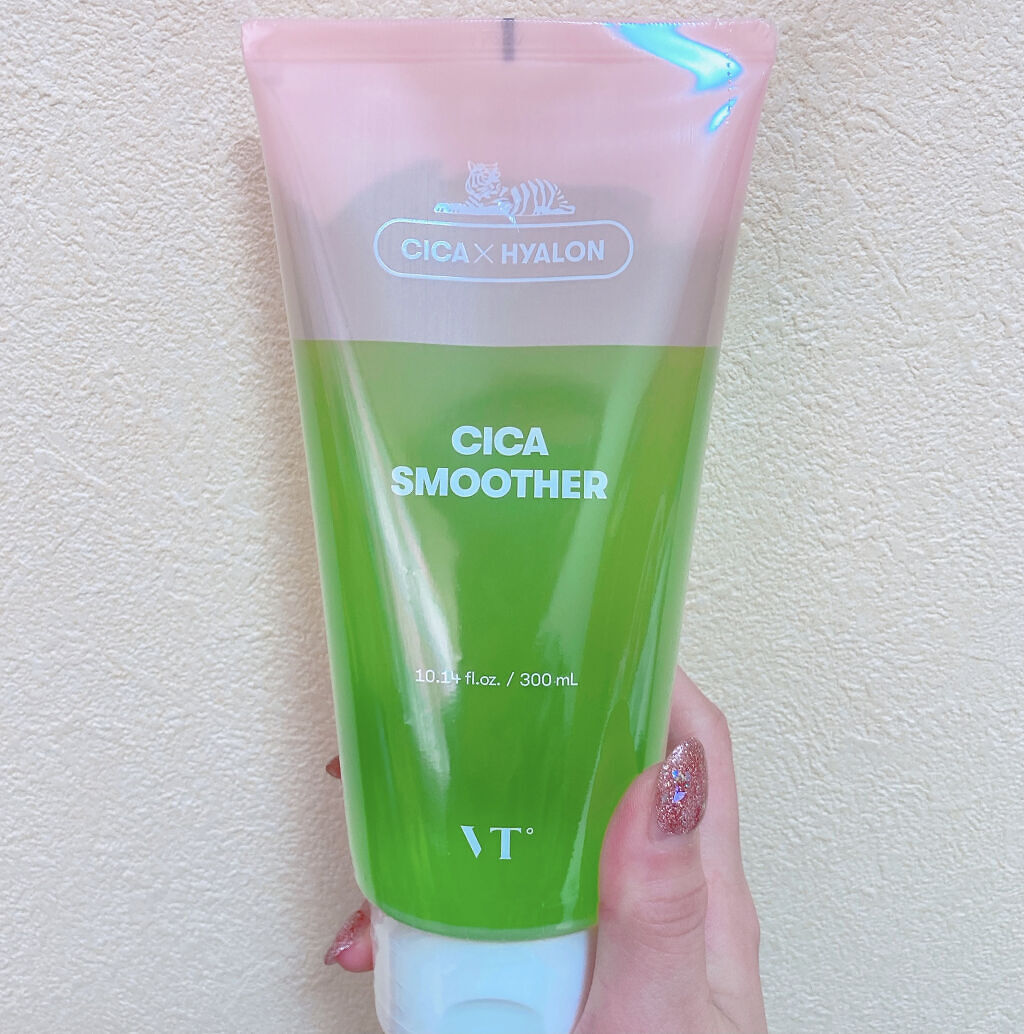 CICA × HYALON
CICA
SMOOTHER
10.14 fl.oz. / 300 mL
VT°